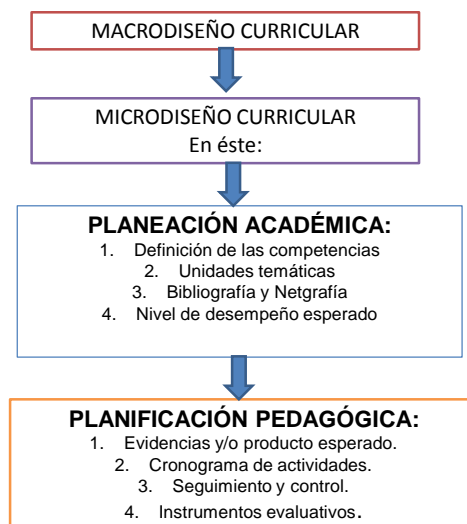 MACRODISEÑO CURRICULAR
MICRODISEÑO CURRICULAR
En éste:
PLANEACIÓN ACADÉMICA:
1. Definición de las competencias
2. Unidades temáticas
3. Bibliografía y Netgrafía
4. Nivel de desempeño esperado
PLANIFICACIÓN PEDAGÓGICA:
1. Evidencias y/o producto esperado.
2. Cronograma de actividades.
3. Seguimiento y control.
4. Instrumentos evaluativos.